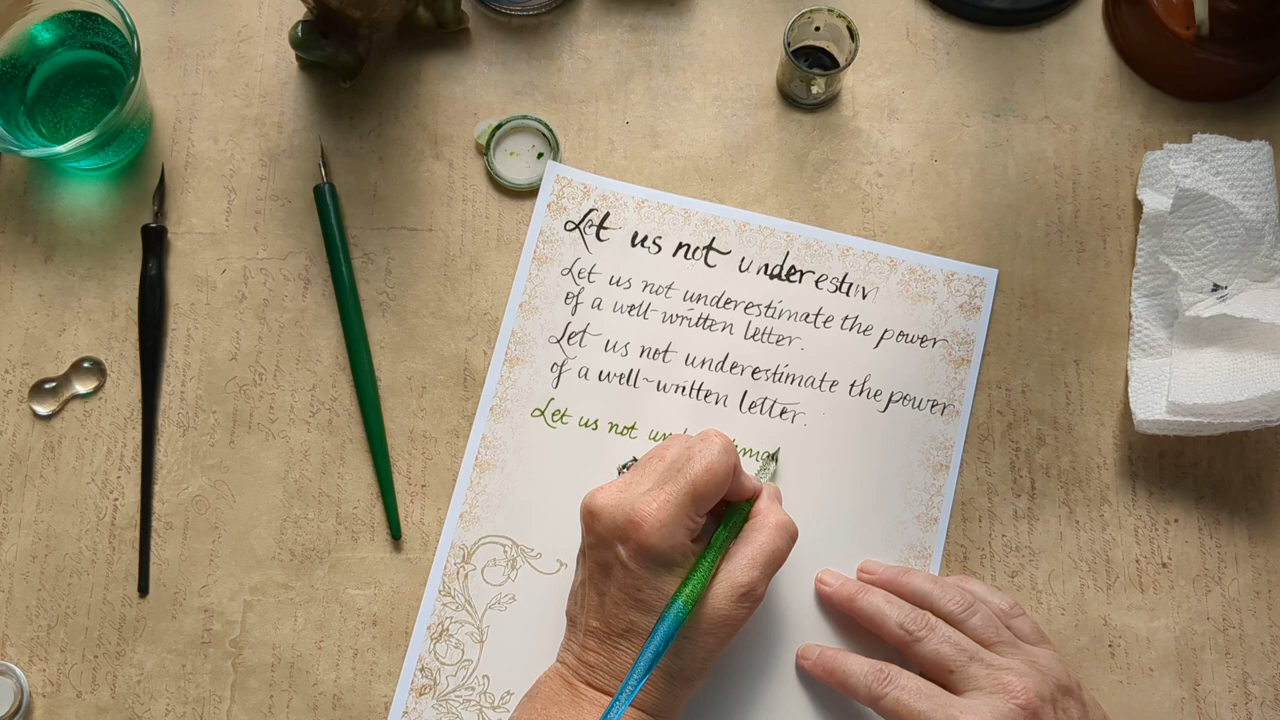 Let us not underestim
Let us not underestimate the power
of a well-written letter.
Let us not underestimate the power
of a well-written letter.
Let us not